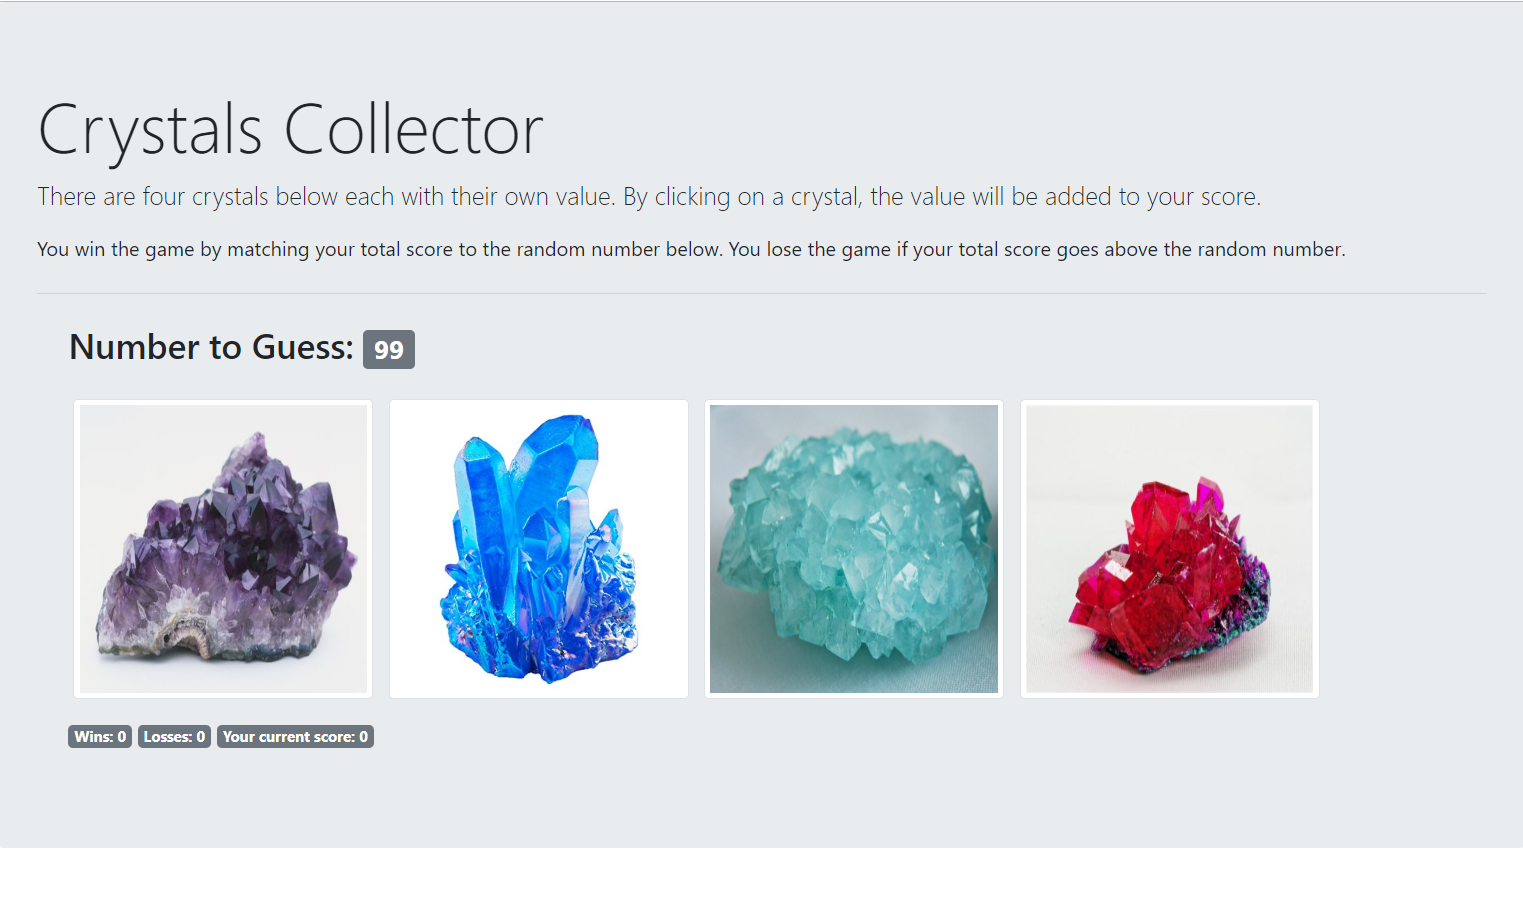 Crystals Collector
There are four crystals below each with their own value. By clicking on a crystal, the value will be added to your score.
You win the game by matching your total score to the random number below. You lose the game if your total score goes above the random number.
Number to Guess: 99
Wins: 0 Losses: 0 Your current score: 0